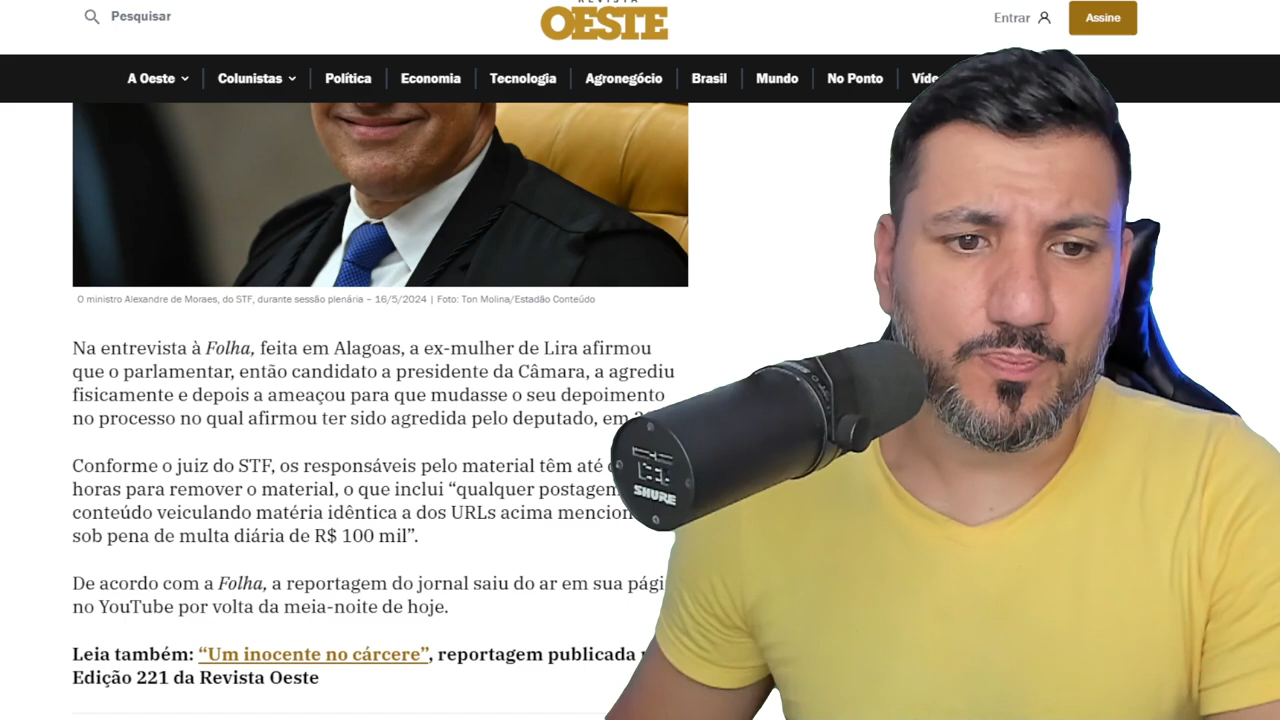 Pesquisar
REVISTA
OESTE
Entrar
Assine
A Oeste
Colunistas
Política
Economia
Tecnologia
Agronegócio
Brasil
Mundo
No Ponto
O ministro Alexandre de Moraes, do STF, durante sessão plenária – 16/5/2024 | Foto: Ton Molina/Estadão Conteúdo
Na entrevista à Folha, feita em Alagoas, a ex-mulher de Lira afirmou
que o parlamentar, então candidato a presidente da Câmara, a agrediu
fisicamente e depois a ameaçou para que mudasse o seu depoimento
no processo no qual afirmou ter sido agredida pelo deputado, em
Conforme o juiz do STF, os responsáveis pelo material têm até
horas para remover o material, o que inclui “qualquer postagem
conteúdo veiculando matéria idêntica a dos URLs acima
sob pena de multa diária de R$ 100 mil”.
De acordo com a Folha, a reportagem do jornal saiu do ar em sua
no YouTube por volta da meia-noite de hoje.
Leia também: “Um inocente no cárcere”, reportagem publicada
Edição 221 da Revista Oeste
SHURE